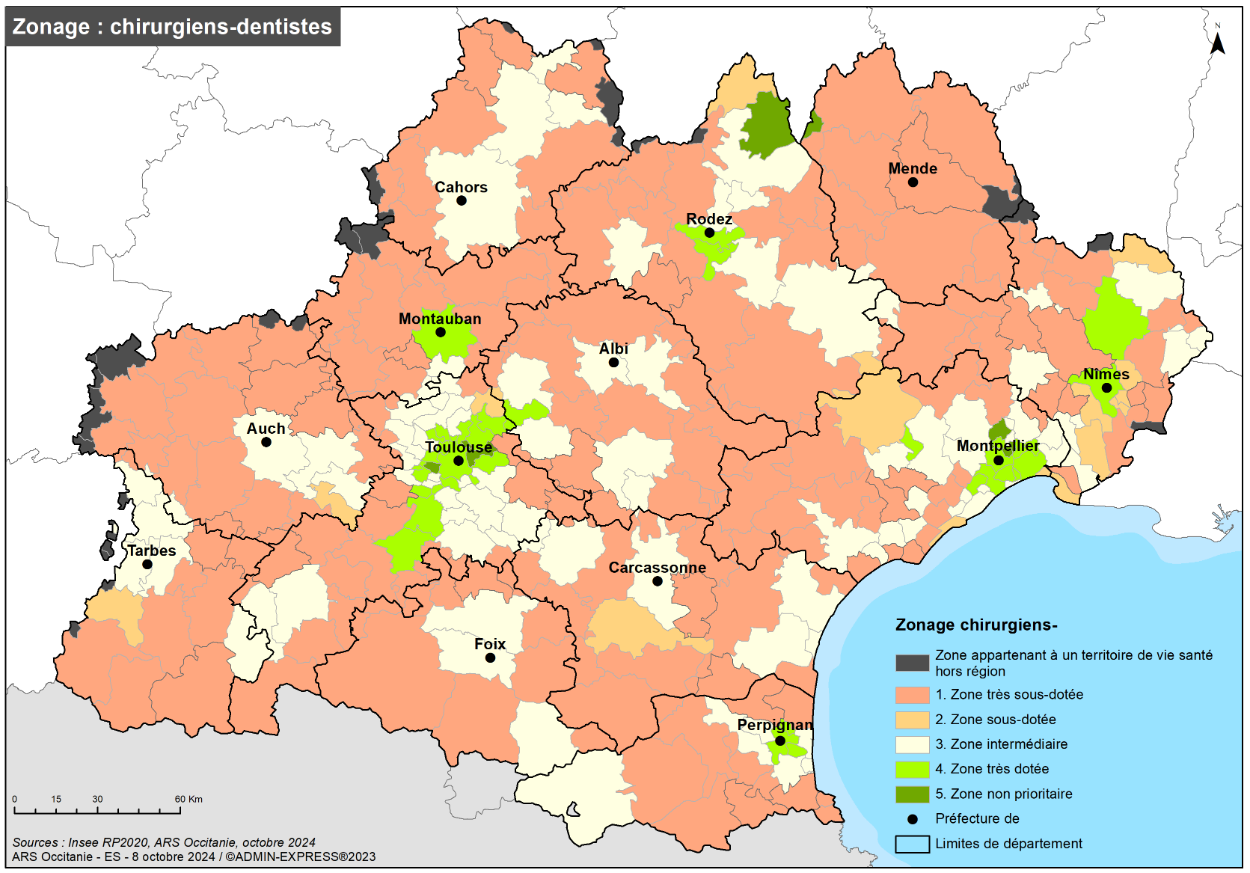 Zonage : chirurgiens-dentistes
N
Cahors
Mende
Rodez
Montauban
Albi
Nîmes
Auch
Toulouse
Montpellier
Tarbes
Carcassonne
Foix
Perpignan
Zonage chirurgiens-
Zone appartenant à un territoire de vie santé
hors région
1. Zone très sous-dotée
2. Zone sous-dotée
3. Zone intermédiaire
4. Zone très dotée
5. Zone non prioritaire
Préfecture de
Limites de département
0 15 30 60 Km
Sources : Insee RP2020, ARS Occitanie, octobre 2024
ARS Occitanie - ES - 8 octobre 2024 / ©ADMIN-EXPRESS®2023